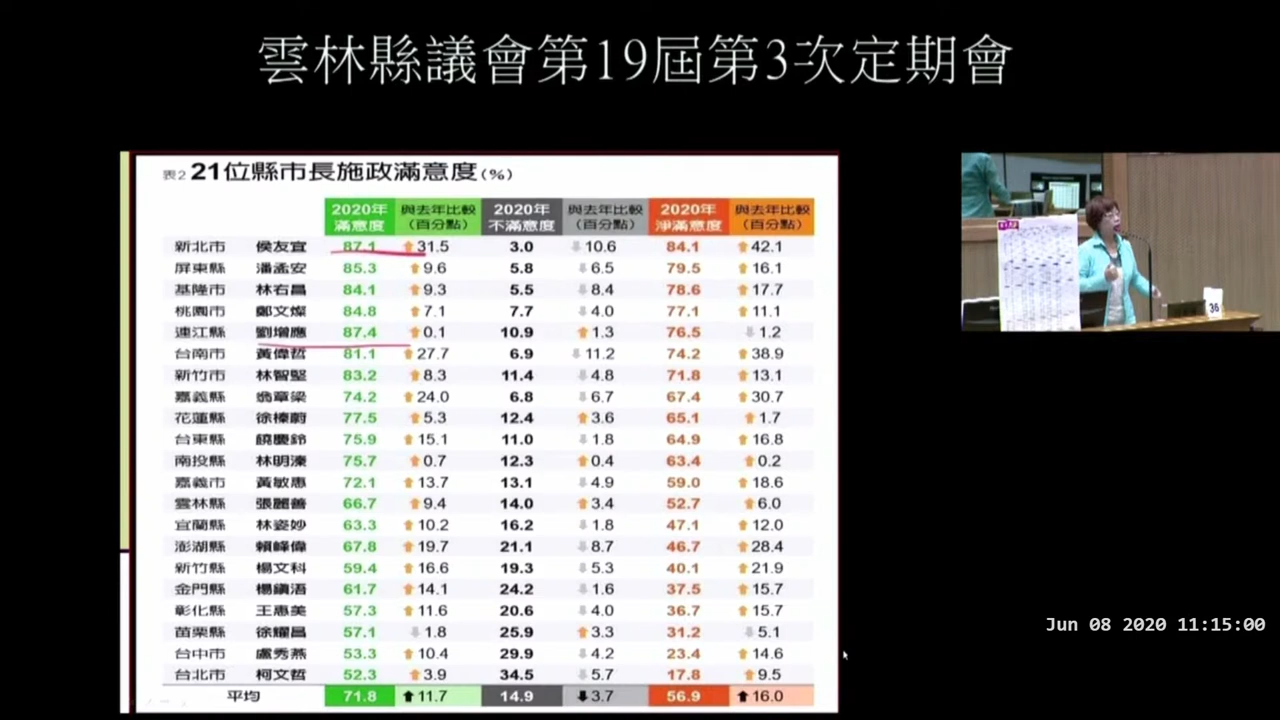 雲林縣議會第19屆第3次定期會
表2 21位縣市長施政滿意度(%)
2020年滿意度 與去年比較(百分點) 2020年不滿意度 與去年比較(百分點) 2020年淨滿意度 與去年比較(百分點)
新北市 侯友宜 87.1 31.5 3.0 10.6 84.1 42.1
屏東縣 潘孟安 85.3 9.6 5.8 6.5 79.5 16.1
基隆市 林右昌 84.1 9.3 5.5 8.4 78.6 17.7
桃園市 鄭文燦 84.8 7.1 7.7 4.0 77.1 11.1
連江縣 劉增應 87.4 0.1 10.9 1.3 76.5 1.2
台南市 黃偉哲 81.1 27.7 6.9 11.2 74.2 38.9
新竹市 林智堅 83.2 8.3 11.4 4.8 71.8 13.1
嘉義縣 翁章梁 74.2 24.0 6.8 6.7 67.4 30.7
花蓮縣 徐榛蔚 77.5 5.3 12.4 3.6 65.1 1.7
台東縣 饒慶鈴 75.9 15.1 11.0 1.8 64.9 16.8
南投縣 林明溱 75.7 0.7 12.3 0.4 63.4 0.2
嘉義市 黃敏惠 72.1 13.7 13.1 4.9 59.0 18.6
雲林縣 張麗善 66.7 9.4 14.0 3.4 52.7 6.0
宜蘭縣 林姿妙 63.3 10.2 16.2 1.8 47.1 12.0
澎湖縣 賴峰偉 67.8 19.7 21.1 8.7 46.7 28.4
新竹縣 楊文科 59.4 16.6 19.3 5.3 40.1 21.9
金門縣 楊鎮浯 61.7 14.1 24.2 1.6 37.5 15.7
彰化縣 王惠美 57.3 11.6 20.6 4.0 36.7 15.7
苗栗縣 徐耀昌 57.1 1.8 25.9 3.3 31.2 5.1
台中市 盧秀燕 53.3 10.4 29.9 4.2 23.4 14.6
台北市 柯文哲 52.3 3.9 34.5 5.7 17.8 9.5
平均 71.8 11.7 14.9 3.7 56.9 16.0
36
Jun 08 2020 11:15:00